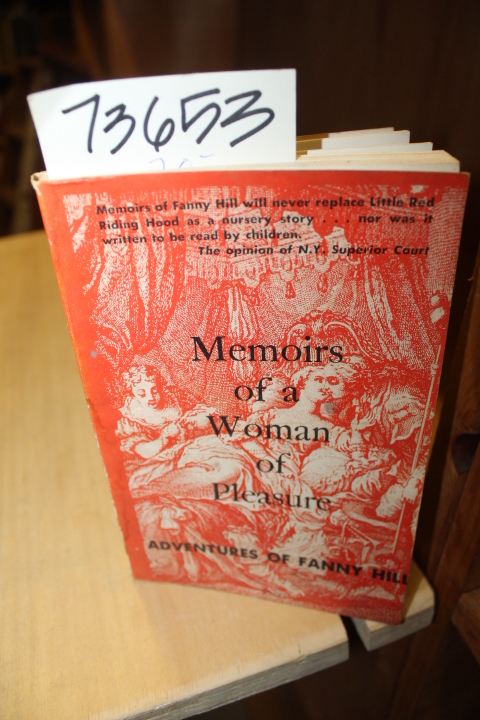 73653
Memoirs of Fanny Hill will never replace Little Red
Riding Hood as a nursery story . . . nor was it
written to be read by children.
The opinion of N.Y. Superior Court
Memoirs
of a
Woman
of
Pleasure
ADVENTURES OF FANNY HILL